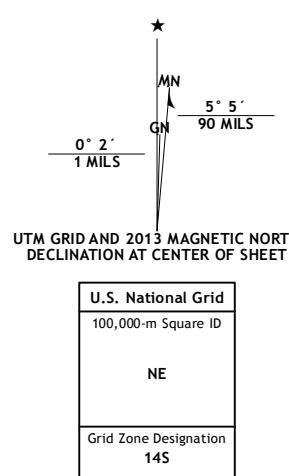 ★
MN
5° 5´
90 MILS
GN
0° 2´
1 MILS
UTM GRID AND 2013 MAGNETIC NORT
DECLINATION AT CENTER OF SHEET
U.S. National Grid
100,000-m Square ID
NE
Grid Zone Designation
14S